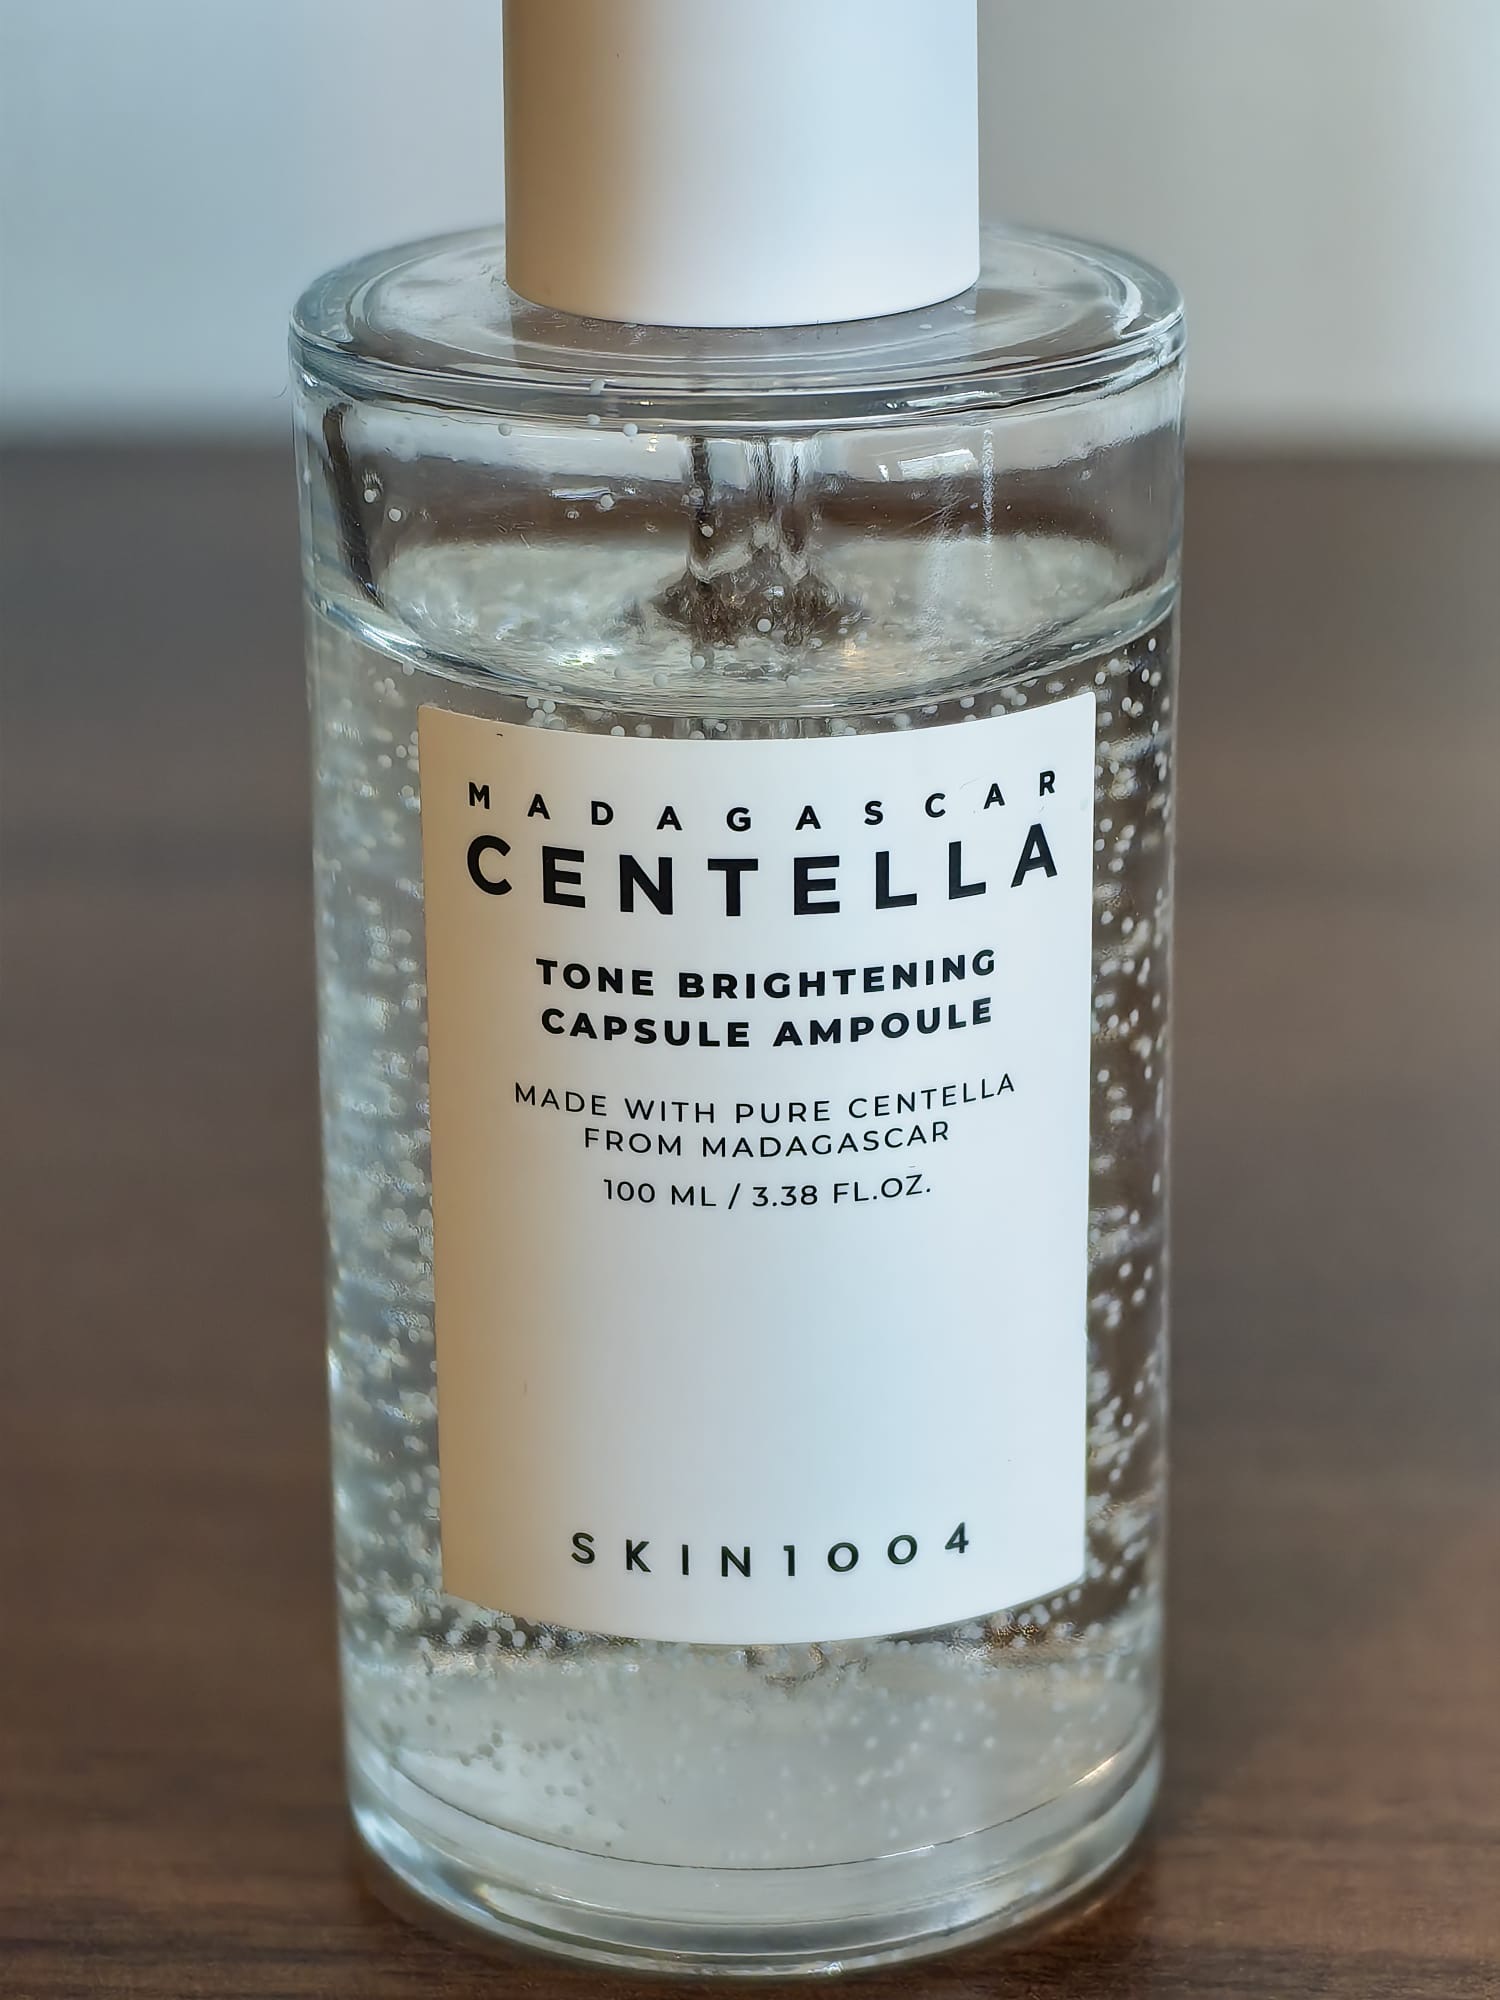 MADAGASCAR
CENTELLA
TONE BRIGHTENING
CAPSULE AMPOULE
MADE WITH PURE CENTELLA
FROM MADAGASCAR
100 ML / 3.38 FL.OZ.
SKIN1004